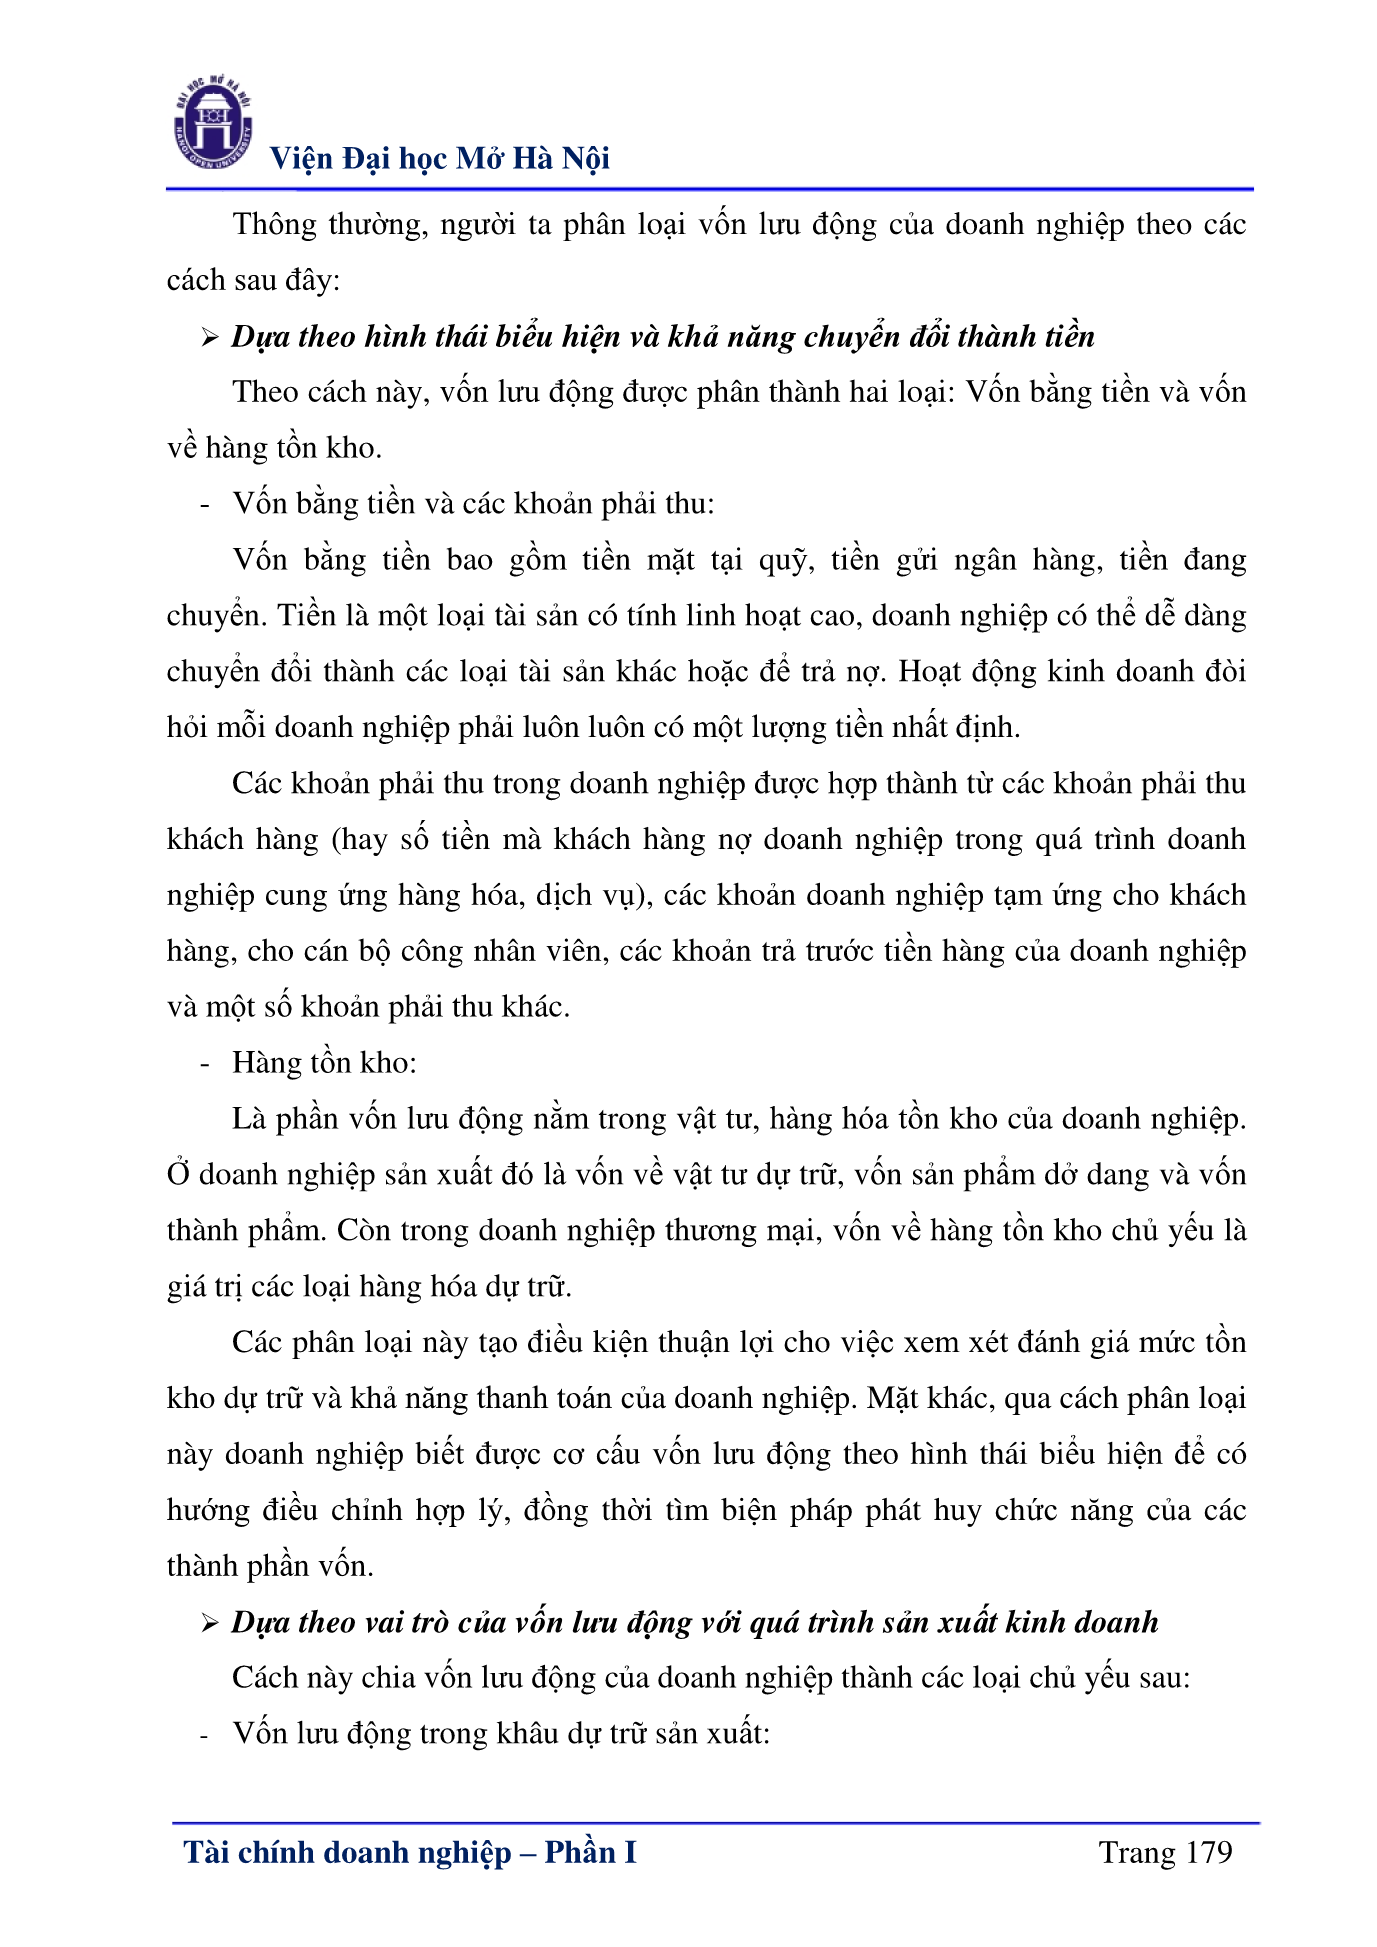 ĐẠI HỌC MỞ HÀ NỘI
HANOI OPEN UNIVERSITY
Viện Đại học Mở Hà Nội
Thông thường, người ta phân loại vốn lưu động của doanh nghiệp theo các
cách sau đây:
➢ Dựa theo hình thái biểu hiện và khả năng chuyển đổi thành tiền
Theo cách này, vốn lưu động được phân thành hai loại: Vốn bằng tiền và vốn
về hàng tồn kho.
- Vốn bằng tiền và các khoản phải thu:
Vốn bằng tiền bao gồm tiền mặt tại quỹ, tiền gửi ngân hàng, tiền đang
chuyển. Tiền là một loại tài sản có tính linh hoạt cao, doanh nghiệp có thể dễ dàng
chuyển đổi thành các loại tài sản khác hoặc để trả nợ. Hoạt động kinh doanh đòi
hỏi mỗi doanh nghiệp phải luôn luôn có một lượng tiền nhất định.
Các khoản phải thu trong doanh nghiệp được hợp thành từ các khoản phải thu
khách hàng (hay số tiền mà khách hàng nợ doanh nghiệp trong quá trình doanh
nghiệp cung ứng hàng hóa, dịch vụ), các khoản doanh nghiệp tạm ứng cho khách
hàng, cho cán bộ công nhân viên, các khoản trả trước tiền hàng của doanh nghiệp
và một số khoản phải thu khác.
- Hàng tồn kho:
Là phần vốn lưu động nằm trong vật tư, hàng hóa tồn kho của doanh nghiệp.
Ở doanh nghiệp sản xuất đó là vốn về vật tư dự trữ, vốn sản phẩm dở dang và vốn
thành phẩm. Còn trong doanh nghiệp thương mại, vốn về hàng tồn kho chủ yếu là
giá trị các loại hàng hóa dự trữ.
Các phân loại này tạo điều kiện thuận lợi cho việc xem xét đánh giá mức tồn
kho dự trữ và khả năng thanh toán của doanh nghiệp. Mặt khác, qua cách phân loại
này doanh nghiệp biết được cơ cấu vốn lưu động theo hình thái biểu hiện để có
hướng điều chỉnh hợp lý, đồng thời tìm biện pháp phát huy chức năng của các
thành phần vốn.
➢ Dựa theo vai trò của vốn lưu động với quá trình sản xuất kinh doanh
Cách này chia vốn lưu động của doanh nghiệp thành các loại chủ yếu sau:
- Vốn lưu động trong khâu dự trữ sản xuất:
Tài chính doanh nghiệp – Phần I Trang 179